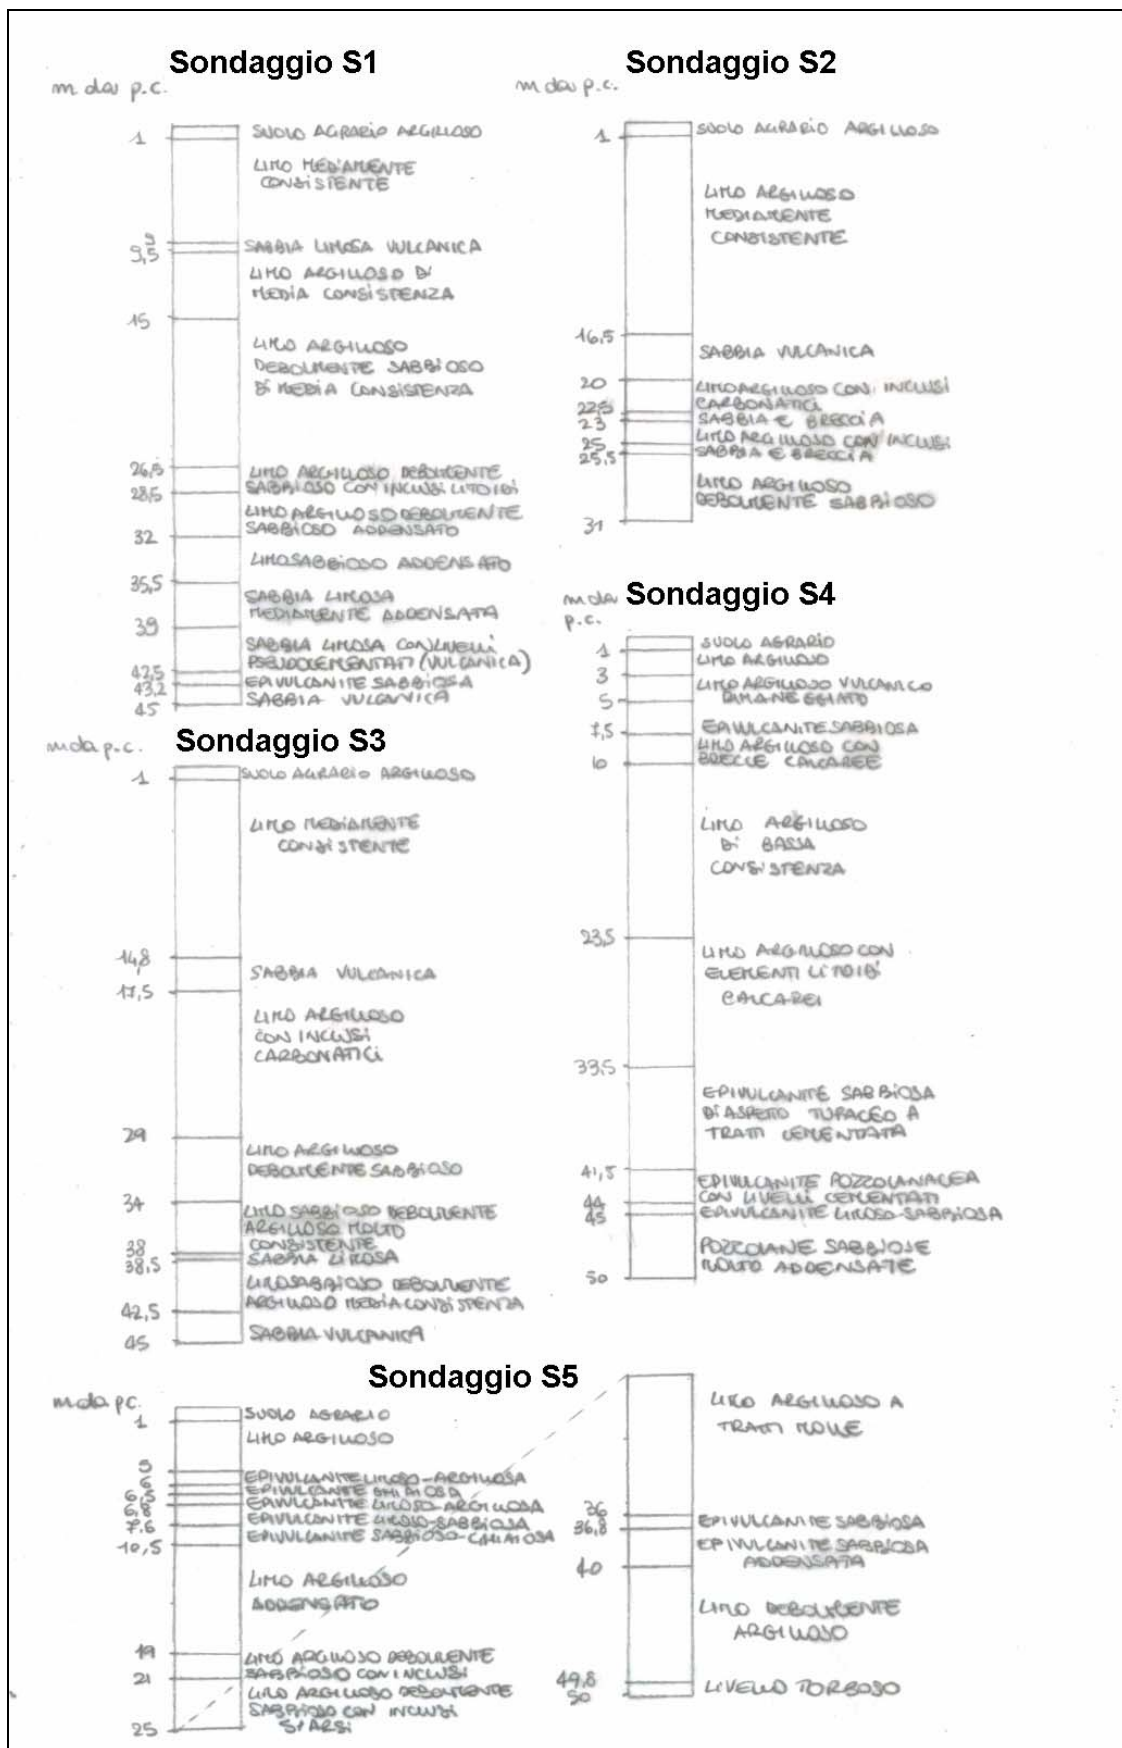 Sondaggio S1
m da p.c.
1
SUOLO AGRARIO ARGILLOSO
LIMO MEDIAMENTE
CONSISTENTE
9
9,5
SABBIA LIMOSA VULCANICA
LIMO ARGILLOSO DI
MEDIA CONSISTENZA
15
LIMO ARGILLOSO
DEBOLMENTE SABBIOSO
DI MEDIA CONSISTENZA
26,5
LIMO ARGILLOSO DEBOLMENTE
SABBIOSO CON INCLUSI LITOIDI
28,5
LIMO ARGILLOSO DEBOLMENTE
SABBIOSO ADDENSATO
32
LIMO SABBIOSO ADDENSATO
35,5
SABBIA LIMOSA
MEDIAMENTE ADDENSATA
39
SABBIA LIMOSA CON LIVELLI
PSEUDOCEMENTATI (VULCANICA)
42,5
EPIVULCANITE SABBIOSA
43,2
SABBIA VULCANICA
45
Sondaggio S2
m da p.c.
1
SUOLO AGRARIO ARGILLOSO
LIMO ARGILLOSO
MEDIAMENTE
CONSISTENTE
16,5
SABBIA VULCANICA
20
LIMO ARGILLOSO CON INCLUSI
CARBONATICI
22,5
SABBIA E BRECCIA
23
LIMO ARGILLOSO CON INCLUSI
25
SABBIA E BRECCIA
25,5
LIMO ARGILLOSO
DEBOLMENTE SABBIOSO
31
Sondaggio S3
m da p.c.
1
SUOLO AGRARIO ARGILLOSO
LIMO MEDIAMENTE
CONSISTENTE
14,8
SABBIA VULCANICA
17,5
LIMO ARGILLOSO
CON INCLUSI
CARBONATICI
29
LIMO ARGILLOSO
DEBOLMENTE SABBIOSO
34
LIMO SABBIOSO DEBOLMENTE
ARGILLOSO MOLTO
CONSISTENTE
38
SABBIA LIMOSA
38,5
LIMO SABBIOSO DEBOLMENTE
ARGILLOSO MEDIA CONSISTENZA
42,5
SABBIA VULCANICA
45
Sondaggio S4
m da
p.c.
1
SUOLO AGRARIO
LIMO ARGILLOSO
3
LIMO ARGILLOSO VULCANICO
RIMANEGGIATO
5
EPIVULCANITE SABBIOSA
7,5
LIMO ARGILLOSO CON
BRECCE CALCAREE
10
LIMO ARGILLOSO
DI BASSA
CONSISTENZA
23,5
LIMO ARGILLOSO CON
ELEMENTI LITOIDI
CALCAREI
33,5
EPIVULCANITE SABBIOSA
DI ASPETTO TUFACEO A
TRATTI CEMENTATA
41,5
EPIVULCANITE POZZOLANACEA
CON LIVELLI CEMENTATI
44
EPIVULCANITE LIMOSO-SABBIOSA
45
POZZOLANE SABBIOSE
MOLTO ADDENSATE
50
Sondaggio S5
m da p.c.
1
SUOLO AGRARIO
LIMO ARGILLOSO
5
EPIVULCANITE LIMOSO-ARGILLOSA
6
EPIVULCANITE
6,5
EPIVULCANITE LIMOSO-ARGILLOSA
6,8
EPIVULCANITE LIMOSO-SABBIOSA
7.6
EPIVULCANITE SABBIOSO-GHIAIOSA
10,5
LIMO ARGILLOSO
ADDENSATO
19
LIMO ARGILLOSO DEBOLMENTE
SABBIOSO CON INCLUSI
21
LIMO ARGILLOSO DEBOLMENTE
SABBIOSO CON INCLUSI
SPARSI
25
LIMO ARGILLOSO A
TRATTI MOLLE
36
EPIVULCANITE SABBIOSA
36,8
EPIVULCANITE SABBIOSA
ADDENSATA
40
LIMO DEBOLMENTE
ARGILLOSO
49,8
LIVELLO TORBOSO
50